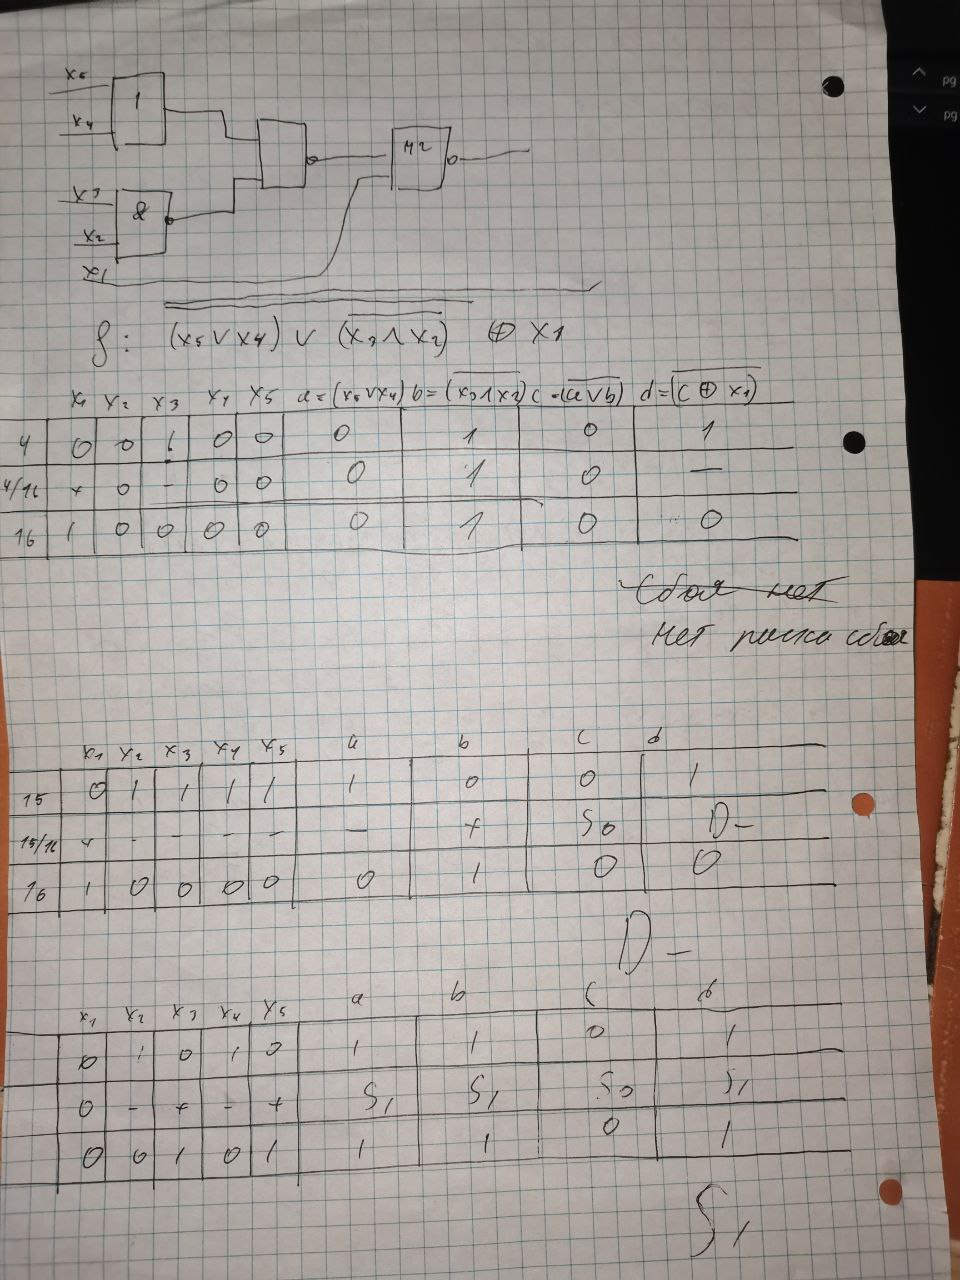 x5
1
x4
M2
x3
&
x2
x1
f: (x5 ∨ x4) ∨ (x3 ∧ x2) ⊕ x1
x1 x2 x3 x4 x5 a = (x5 ∨ x4) b = (x3 ∧ x2) c = (a ∨ b) d = (c ⊕ x1)
4 0 0 1 0 0 0 1 0 1
4/16 + 0 - 0 0 0 1 0 —
16 1 0 0 0 0 0 1 0 0
Сбоя нет
Нет риска сбоя
x1 x2 x3 x4 x5 a b c d
15 0 1 1 1 1 1 0 0 1
15/16 + - - - - - + S0 D-
16 1 0 0 0 0 0 1 0 0
D -
x1 x2 x3 x4 x5 a b c d
0 1 0 1 0 1 1 0 1
0 - + - + S1 S1 S0 S1
0 0 1 0 1 1 1 0 1
S1
pg
pg